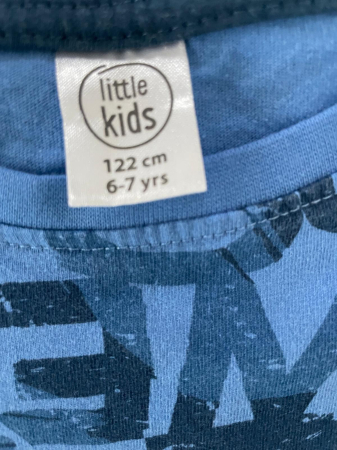 little
kids
122 cm
6-7 yrs